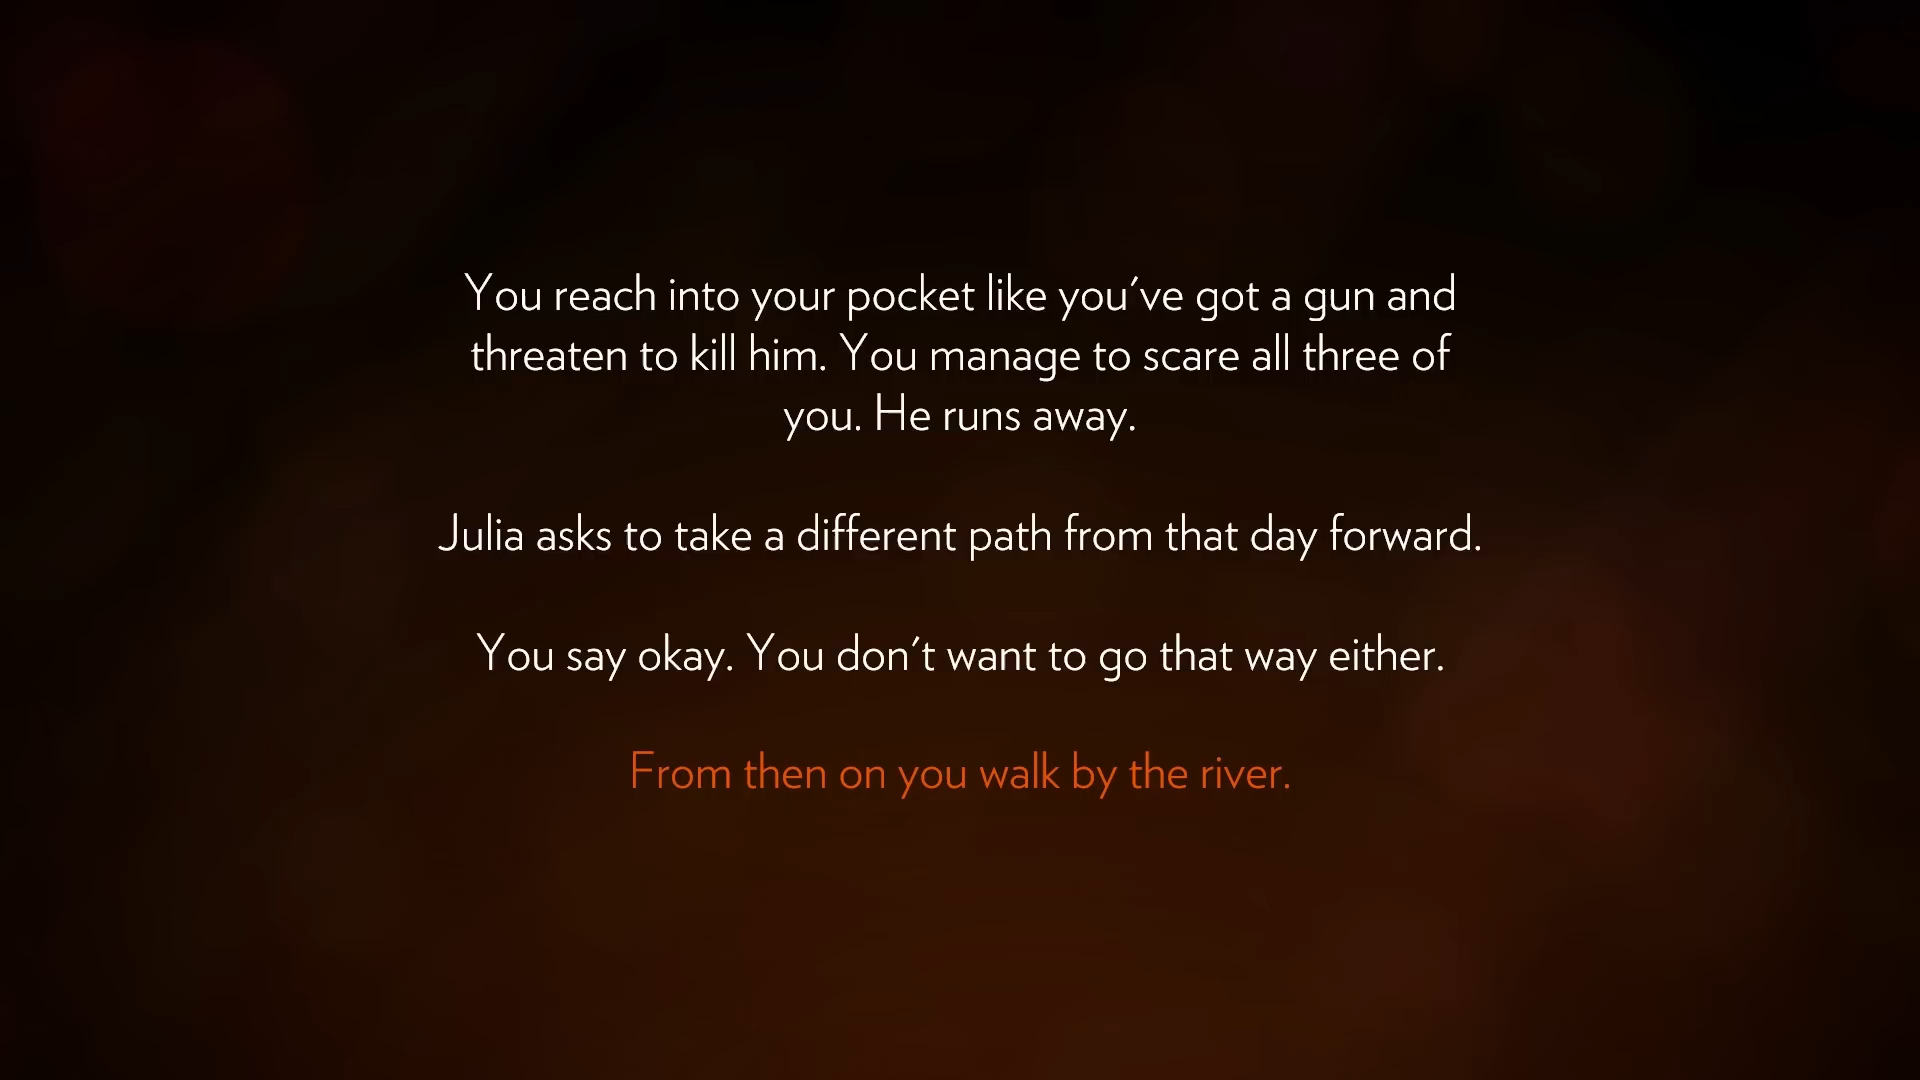 You reach into your pocket like you've got a gun and
threaten to kill him. You manage to scare all three of
you. He runs away.
Julia asks to take a different path from that day forward.
You say okay. You don't want to go that way either.
From then on you walk by the river.